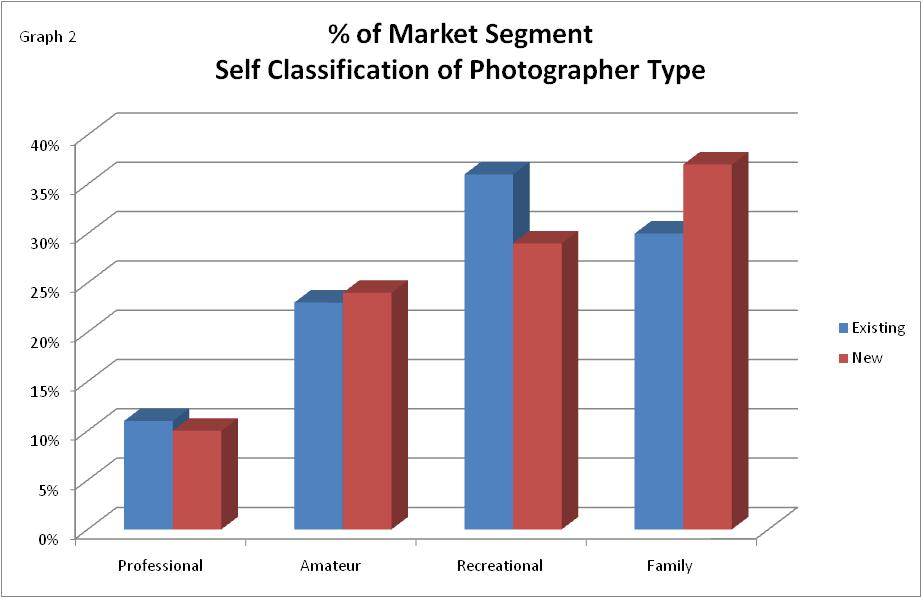 Graph 2
% of Market Segment
Self Classification of Photographer Type
40%
35%
30%
25%
20%
15%
10%
5%
0%
Professional
Amateur
Recreational
Family
Existing
New